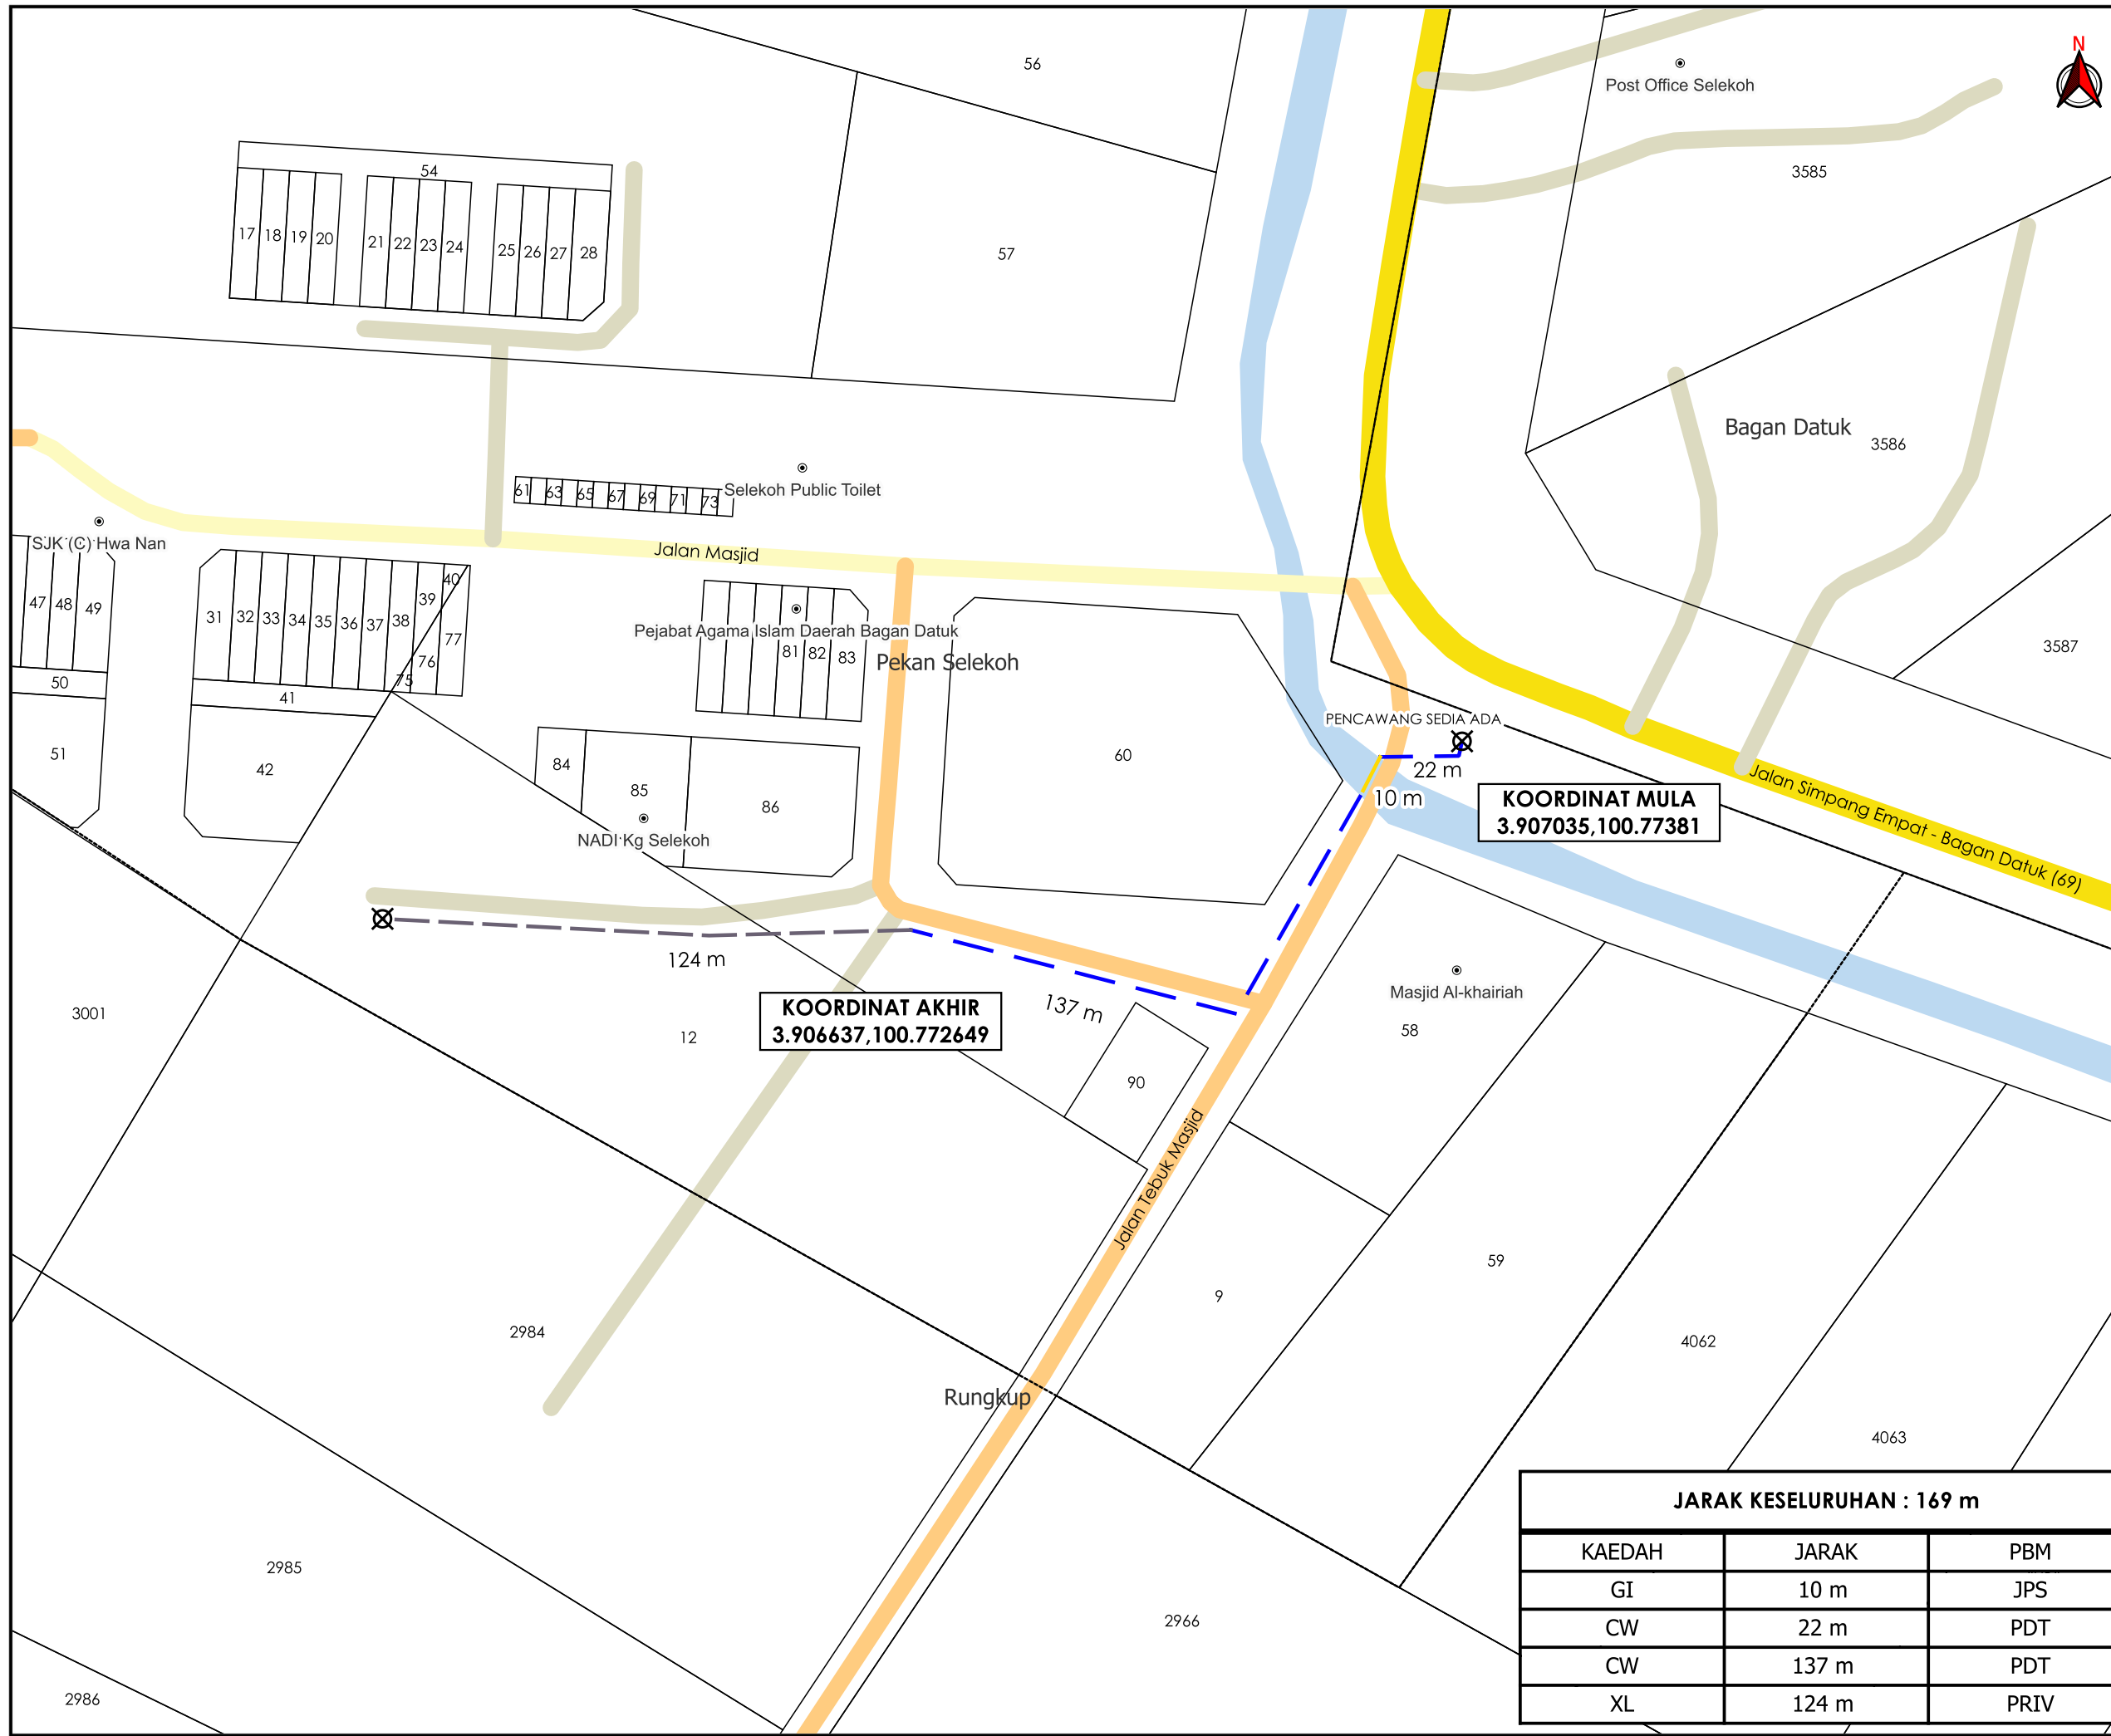 N
56
Post Office Selekoh
3585
54
17 18 19 20 21 22 23 24 25 26 27 28
57
Bagan Datuk
3586
61 63 65 67 69 71 73
Selekoh Public Toilet
SJK (C) Hwa Nan
Jalan Masjid
47 48 49
31 32 33 34 35 36 37 38 39 40
76 77
75
50
41
51
42
Pejabat Agama Islam Daerah Bagan Datuk
81 82 83
Pekan Selekoh
3587
PENCAWANG SEDIA ADA
22 m
10 m
60
84
85
86
NADI Kg Selekoh
KOORDINAT MULA
3.907035,100.77381
Jalan Simpang Empat - Bagan Datuk (69)
124 m
137 m
KOORDINAT AKHIR
3.906637,100.772649
Masjid Al-khairiah
58
3001
12
90
Jalan Tebuk Masjid
59
9
2984
4062
Rungkup
4063
2985
2966
2986
JARAK KESELURUHAN : 169 m
KAEDAH JARAK PBM
GI 10 m JPS
CW 22 m PDT
CW 137 m PDT
XL 124 m PRIV